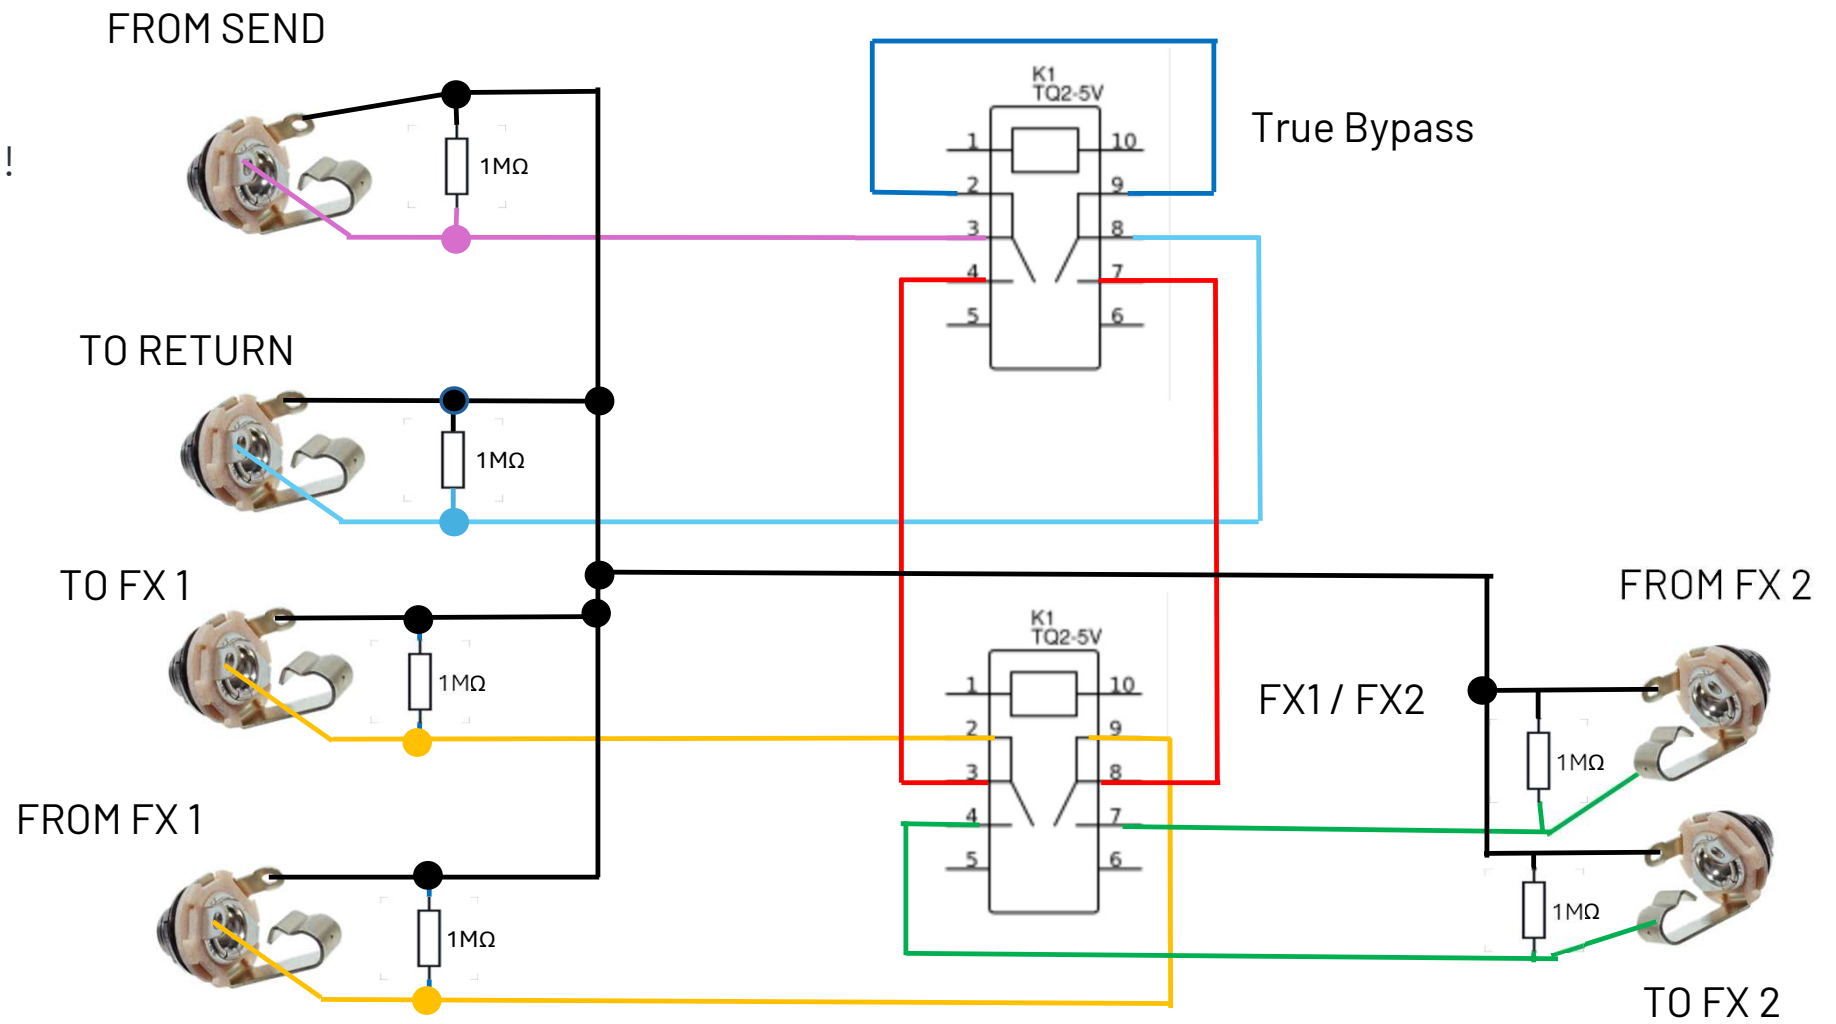 FROM SEND
!
1MΩ
K1
TQ2-5V
1 10
2 9
3 8
4 7
5 6
True Bypass
TO RETURN
1MΩ
TO FX 1
1MΩ
K1
TQ2-5V
1 10
2 9
3 8
4 7
5 6
FX1 / FX2
FROM FX 2
1MΩ
FROM FX 1
1MΩ
1MΩ
TO FX 2